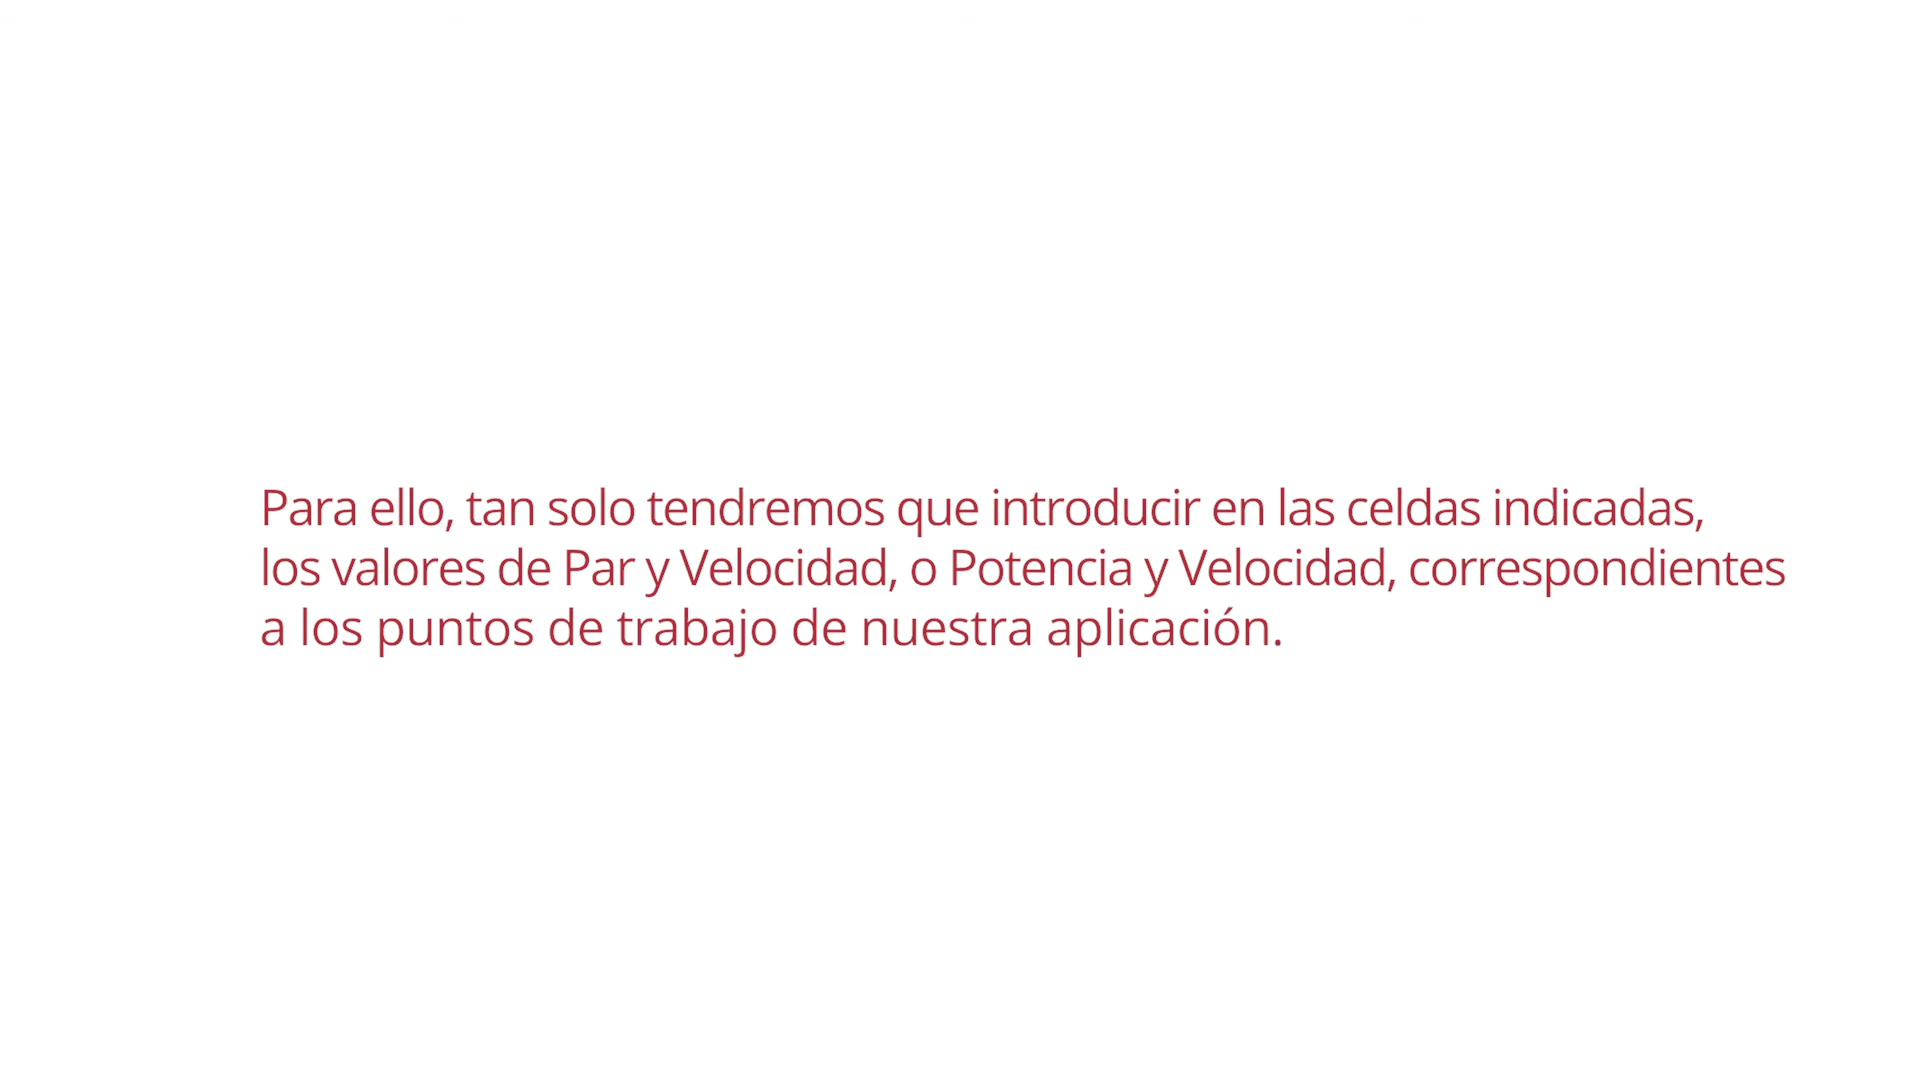 Para ello, tan solo tendremos que introducir en las celdas indicadas,
los valores de Par y Velocidad, o Potencia y Velocidad, correspondientes
a los puntos de trabajo de nuestra aplicación.